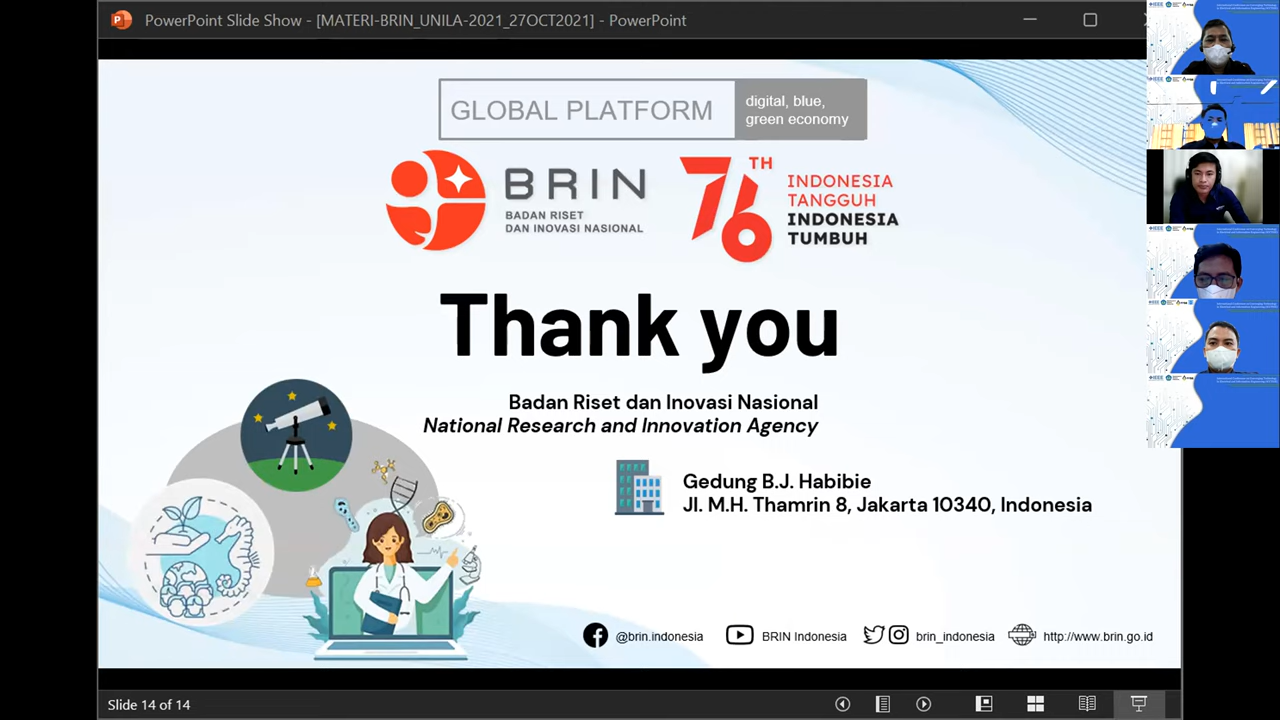 PowerPoint Slide Show - [MATERI-BRIN_UNILA-2021_27OCT2021] - PowerPoint
GLOBAL PLATFORM
digital, blue,
green economy
BRIN
BADAN RISET
DAN INOVASI NASIONAL
76TH
INDONESIA
TANGGUH
INDONESIA
TUMBUH
Thank you
Badan Riset dan Inovasi Nasional
National Research and Innovation Agency
Gedung B.J. Habibie
Jl. M.H. Thamrin 8, Jakarta 10340, Indonesia
@brin.indonesia
BRIN Indonesia
brin_indonesia
http://www.brin.go.id
Slide 14 of 14